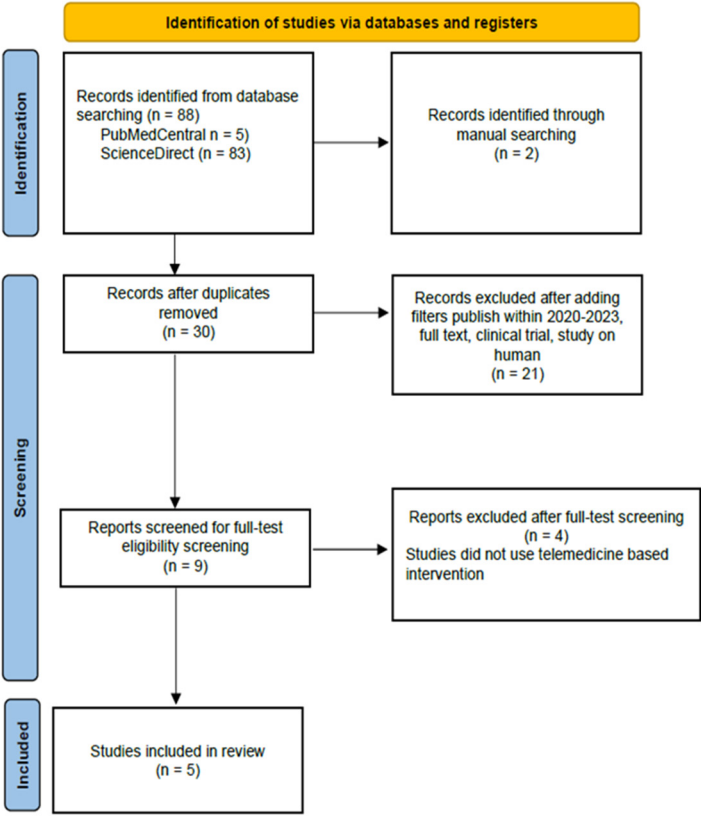 Identification of studies via databases and registers
Identification
Records identified from database
searching (n = 88)
PubMedCentral n = 5)
ScienceDirect (n = 83)
Records identified through
manual searching
(n = 2)
Screening
Records after duplicates
removed
(n = 30)
Records excluded after adding
filters publish within 2020-2023,
full text, clinical trial, study on
human
(n = 21)
Reports screened for full-test
eligibility screening
(n = 9)
Reports excluded after full-test screening
(n = 4)
Studies did not use telemedicine based
intervention
Included
Studies included in review
(n = 5)